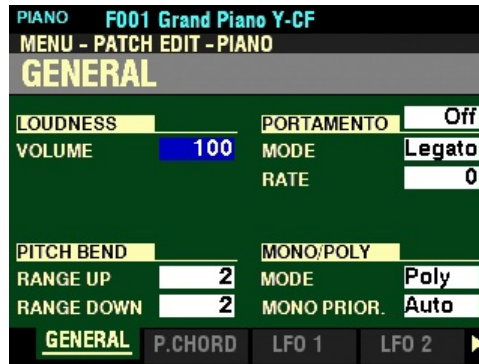 PIANO F001 Grand Piano Y-CF
MENU - PATCH EDIT - PIANO
GENERAL
LOUDNESS
VOLUME 100
PORTAMENTO Off
MODE Legato
RATE 0
PITCH BEND
RANGE UP 2
RANGE DOWN 2
MONO/POLY
MODE Poly
MONO PRIOR. Auto
GENERAL P.CHORD LFO 1 LFO 2